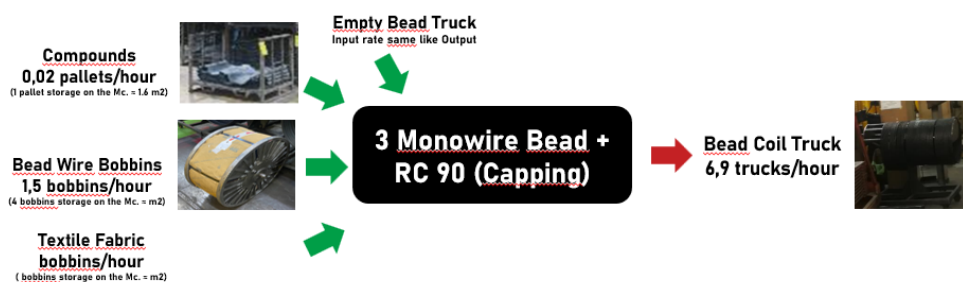 Empty Bead Truck
Input rate same like Output
Compounds
0,02 pallets/hour
(1 pallet storage on the Mc. = 1.6 m2)
3 Monowire Bead +
RC 90 (Capping)
Bead Coil Truck
6,9 trucks/hour
Bead Wire Bobbins
1,5 bobbins/hour
(4 bobbins storage on the Mc. = m2)
Textile Fabric
bobbins/hour
( bobbins storage on the Mc. = m2)